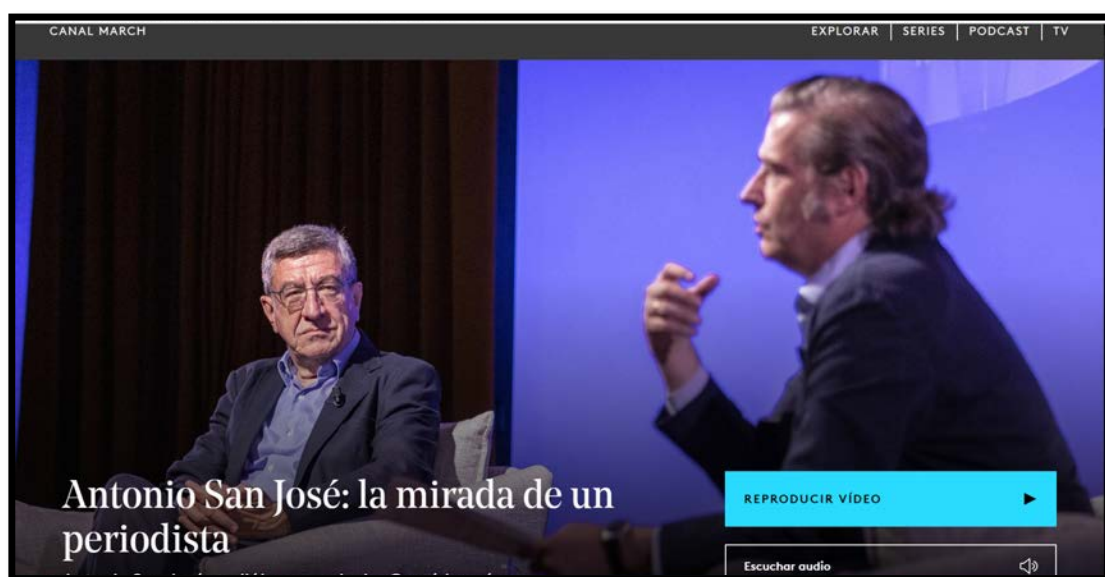 CANAL MARCH
EXPLORAR | SERIES | PODCAST | TV
Antonio San José: la mirada de un
periodista
REPRODUCIR VÍDEO
Escuchar audio